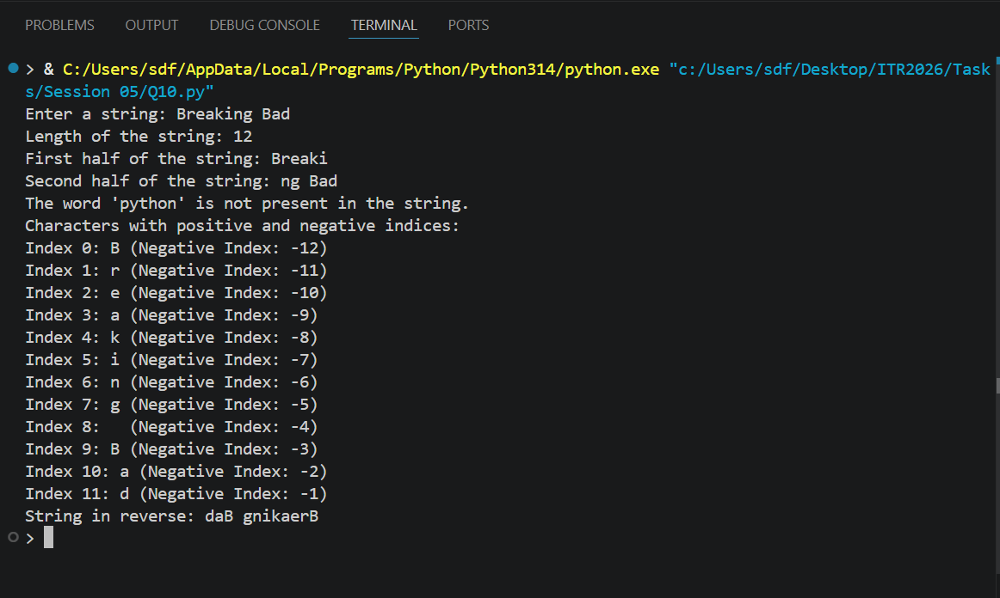 PROBLEMS OUTPUT DEBUG CONSOLE TERMINAL PORTS
> & C:/Users/sdf/AppData/Local/Programs/Python/Python314/python.exe "c:/Users/sdf/Desktop/ITR2026/Task
s/Session 05/Q10.py"
Enter a string: Breaking Bad
Length of the string: 12
First half of the string: Breaki
Second half of the string: ng Bad
The word 'python' is not present in the string.
Characters with positive and negative indices:
Index 0: B (Negative Index: -12)
Index 1: r (Negative Index: -11)
Index 2: e (Negative Index: -10)
Index 3: a (Negative Index: -9)
Index 4: k (Negative Index: -8)
Index 5: i (Negative Index: -7)
Index 6: n (Negative Index: -6)
Index 7: g (Negative Index: -5)
Index 8:   (Negative Index: -4)
Index 9: B (Negative Index: -3)
Index 10: a (Negative Index: -2)
Index 11: d (Negative Index: -1)
String in reverse: daB gnikaerB
>